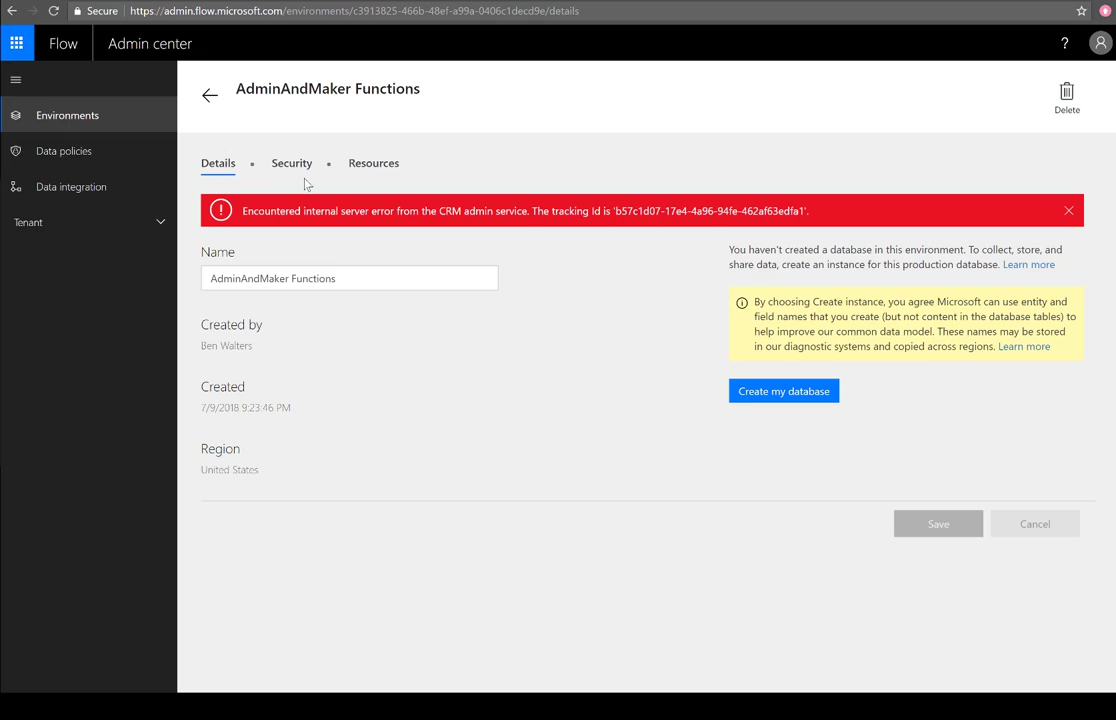 Secure https://admin.flow.microsoft.com/environments/c3913825-466b-48ef-a99a-0406c1decd9e/details
Flow Admin center ?
AdminAndMaker Functions
Delete
Environments
Data policies
Data integration
Tenant
Details Security Resources
Encountered internal server error from the CRM admin service. The tracking Id is 'b57c1d07-17e4-4a96-94fe-462af63edfa1'.
Name
AdminAndMaker Functions
Created by
Ben Walters
Created
7/9/2018 9:23:46 PM
Region
United States
You haven't created a database in this environment. To collect, store, and
share data, create an instance for this production database. Learn more
By choosing Create instance, you agree Microsoft can use entity and
field names that you create (but not content in the database tables) to
help improve our common data model. These names may be stored
in our diagnostic systems and copied across regions. Learn more
Create my database
Save Cancel